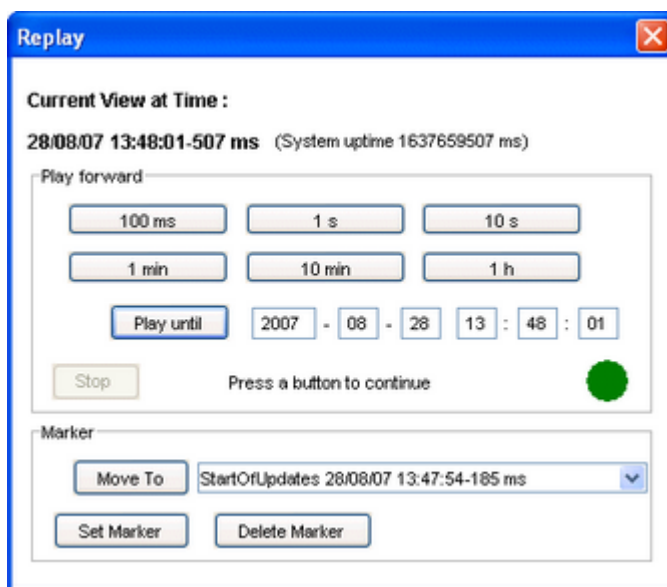 Replay
Current View at Time :
28/08/07 13:48:01-507 ms (System uptime 1637659507 ms)
Play forward
100 ms 1 s 10 s
1 min 10 min 1 h
Play until 2007 - 08 - 28 13 : 48 : 01
Stop Press a button to continue
Marker
Move To StartOfUpdates 28/08/07 13:47:54-185 ms
Set Marker Delete Marker